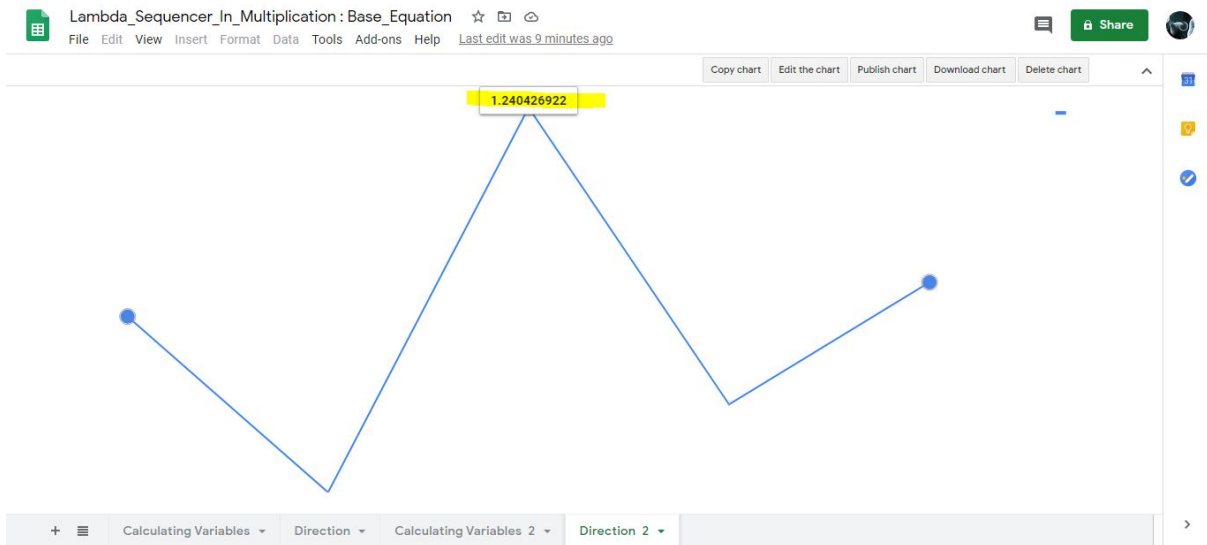 Lambda_Sequencer_In_Multiplication : Base_Equation
File Edit View Insert Format Data Tools Add-ons Help Last edit was 9 minutes ago
Share
Copy chart Edit the chart Publish chart Download chart Delete chart
31
1.240426922
Calculating Variables Direction Calculating Variables 2 Direction 2